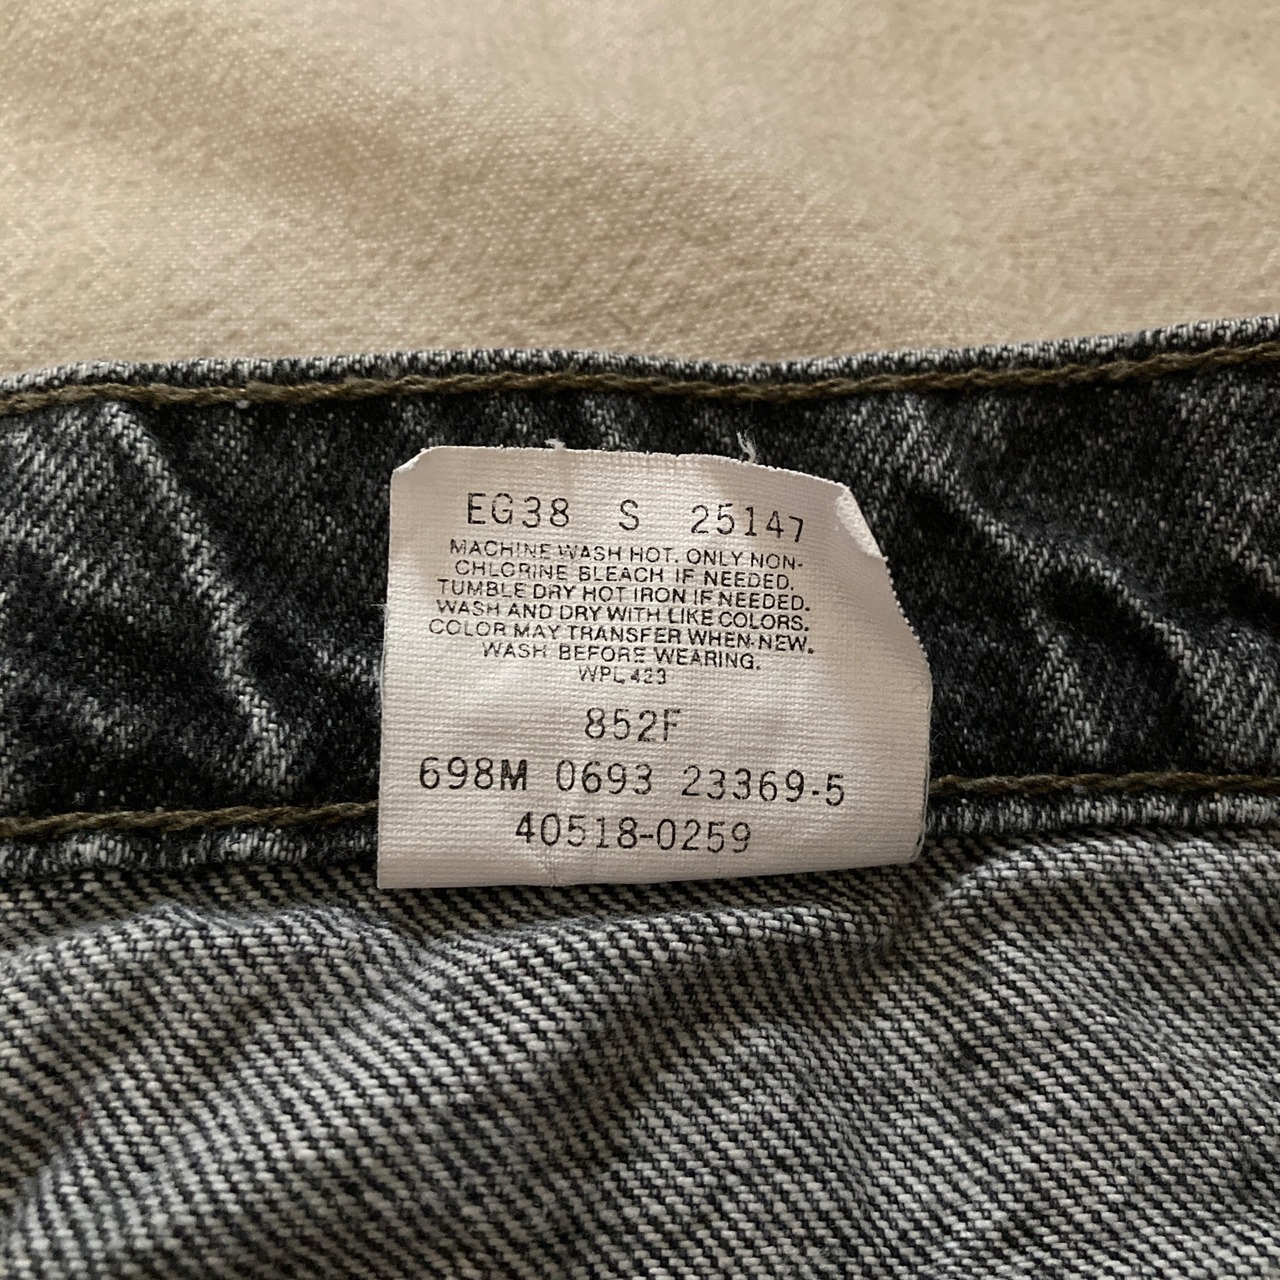 EG38 S 25147
MACHINE WASH HOT. ONLY NON-
CHLORINE BLEACH IF NEEDED.
TUMBLE DRY HOT IRON IF NEEDED.
WASH AND DRY WITH LIKE COLORS.
COLOR MAY TRANSFER WHEN NEW.
WASH BEFORE WEARING.
WPL 423
852F
698M 0693 23369-5
40518-0259